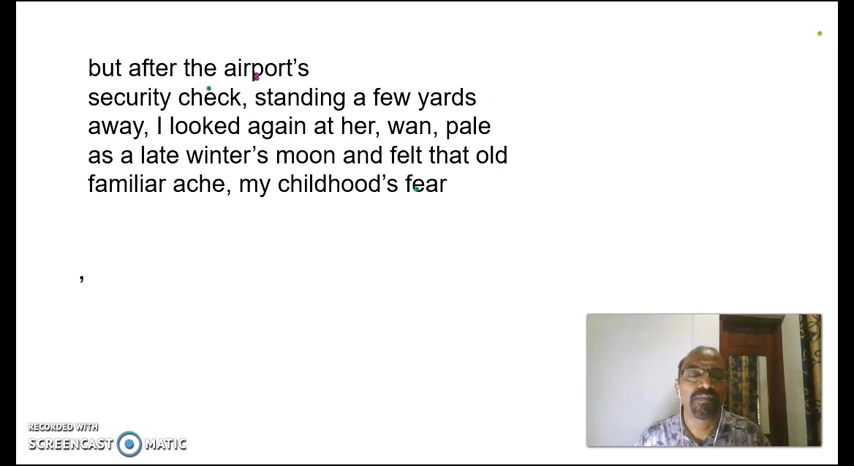 but after the airport’s
security check, standing a few yards
away, I looked again at her, wan, pale
as a late winter’s moon and felt that old
familiar ache, my childhood’s fear
,
RECORDED WITH
SCREENCAST MATIC